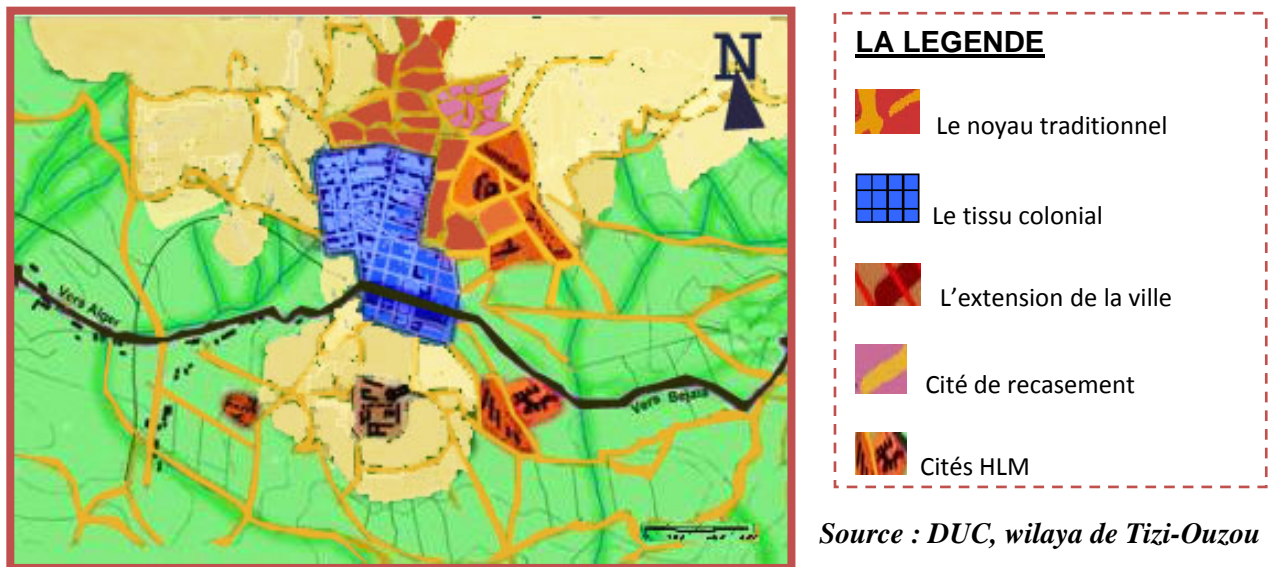 N
Vers Alger
Vers Bejaia
LA LEGENDE
Le noyau traditionnel
Le tissu colonial
L'extension de la ville
Cité de recasement
Cités HLM
Source : DUC, wilaya de Tizi-Ouzou